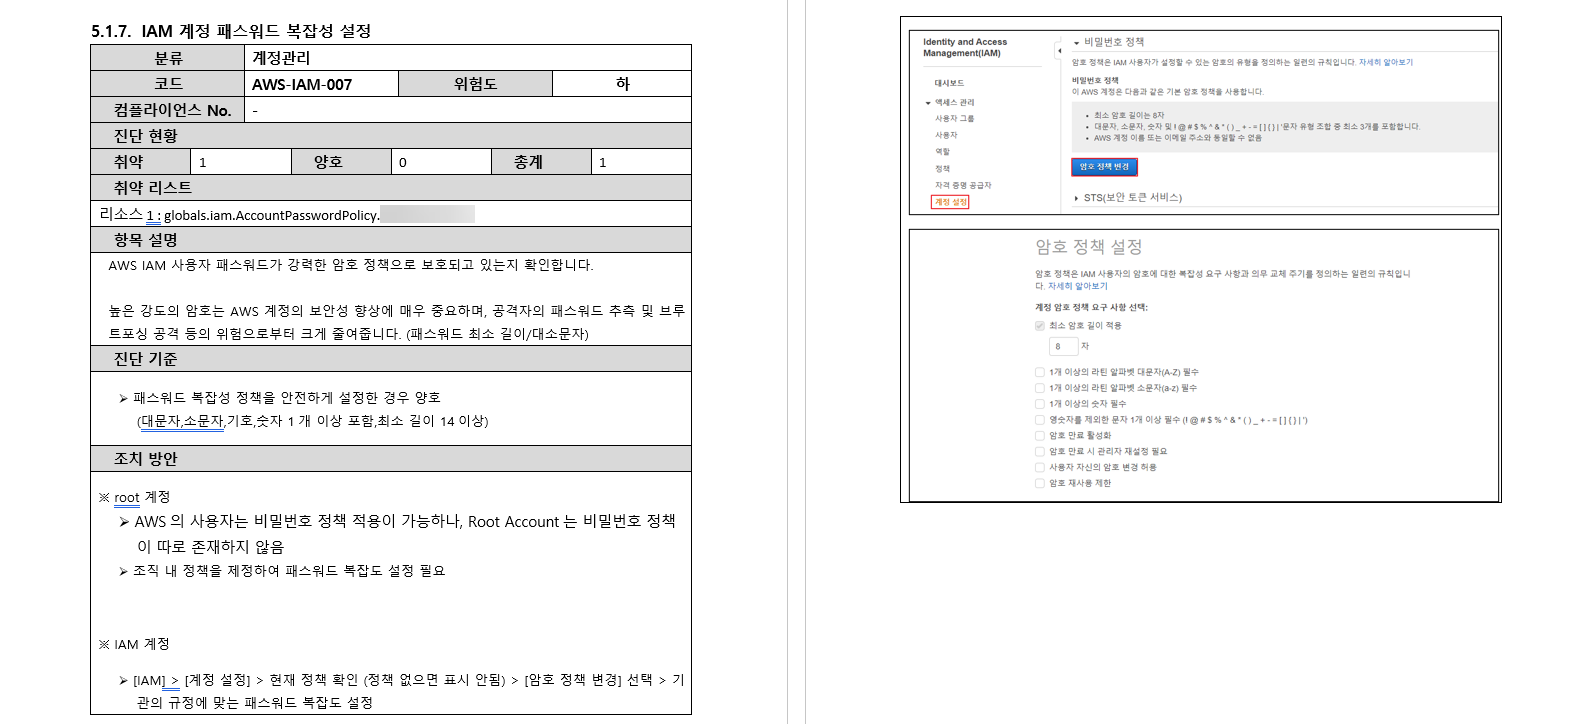 5.1.7. IAM 계정 패스워드 복잡성 설정
분류 계정관리
코드 AWS-IAM-007 위험도 하
컴플라이언스 No. -
진단 현황
취약 1 양호 0 종계 1
취약 리스트
리소스 1 : globals.iam.AccountPasswordPolicy.
항목 설명
AWS IAM 사용자 패스워드가 강력한 암호 정책으로 보호되고 있는지 확인합니다.
높은 강도의 암호는 AWS 계정의 보안성 향상에 매우 중요하며, 공격자의 패스워드 추측 및 브루
트포싱 공격 등의 위험으로부터 크게 줄여줍니다. (패스워드 최소 길이/대소문자)
진단 기준
➢ 패스워드 복잡성 정책을 안전하게 설정한 경우 양호
(대문자,소문자,기호,숫자 1 개 이상 포함,최소 길이 14 이상)
조치 방안
※ root 계정
➢ AWS 의 사용자는 비밀번호 정책 적용이 가능하나, Root Account 는 비밀번호 정책
이 따로 존재하지 않음
➢ 조직 내 정책을 제정하여 패스워드 복잡도 설정 필요
※ IAM 계정
➢ [IAM] > [계정 설정] > 현재 정책 확인 (정책 없으면 표시 안됨) > [암호 정책 변경] 선택 > 기
관의 규정에 맞는 패스워드 복잡도 설정
Identity and Access
Management(IAM)
대시보드
액세스 관리
사용자 그룹
사용자
역할
정책
자격 증명 공급자
계정 설정
비밀번호 정책
암호 정책은 IAM 사용자가 설정할 수 있는 암호의 유형을 정의하는 일련의 규칙입니다. 자세히 알아보기
비밀번호 정책
이 AWS 계정은 다음과 같은 기본 암호 정책을 사용합니다.
• 최소 암호 길이는 8자
• 대문자, 소문자, 숫자 및 ! @ # $ % ^ & * ( ) _ + - = [ ] { } | ' 문자 유형 조합 중 최소 3개를 포함합니다.
• AWS 계정 이름 또는 이메일 주소와 동일할 수 없음
암호 정책 변경
STS(보안 토큰 서비스)
암호 정책 설정
암호 정책은 IAM 사용자의 암호에 대한 복잡성 요구 사항과 의무 교체 주기를 정의하는 일련의 규칙입니
다. 자세히 알아보기
계정 암호 정책 요구 사항 선택:
최소 암호 길이 적용
8 자
1개 이상의 라틴 알파벳 대문자(A-Z) 필수
1개 이상의 라틴 알파벳 소문자(a-z) 필수
1개 이상의 숫자 필수
영숫자를 제외한 문자 1개 이상 필수 (! @ # $ % ^ & * ( ) _ + - = [ ] { } | ')
암호 만료 활성화
암호 만료 시 관리자 재설정 필요
사용자 자신의 암호 변경 허용
암호 재사용 제한